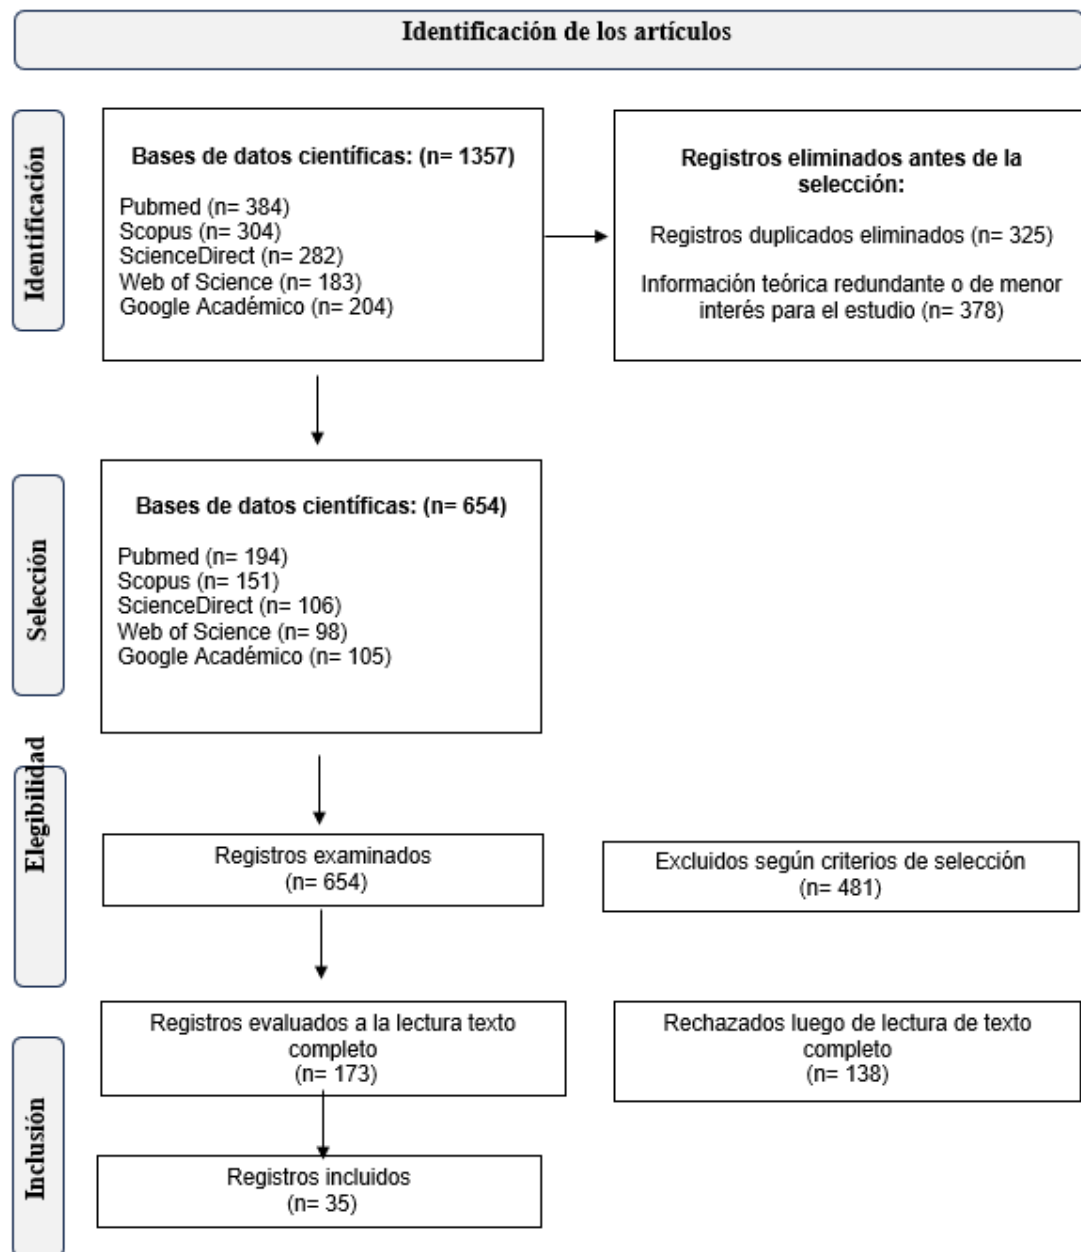 Identificación de los artículos
Identificación
Bases de datos científicas: (n= 1357)
Pubmed (n= 384)
Scopus (n= 304)
ScienceDirect (n= 282)
Web of Science (n= 183)
Google Académico (n= 204)
Registros eliminados antes de la
selección:
Registros duplicados eliminados (n= 325)
Información teórica redundante o de menor
interés para el estudio (n= 378)
Selección
Bases de datos científicas: (n= 654)
Pubmed (n= 194)
Scopus (n= 151)
ScienceDirect (n= 106)
Web of Science (n= 98)
Google Académico (n= 105)
Elegibilidad
Registros examinados
(n= 654)
Excluidos según criterios de selección
(n= 481)
Registros evaluados a la lectura texto
completo
(n= 173)
Rechazados luego de lectura de texto
completo
(n= 138)
Inclusión
Registros incluidos
(n= 35)